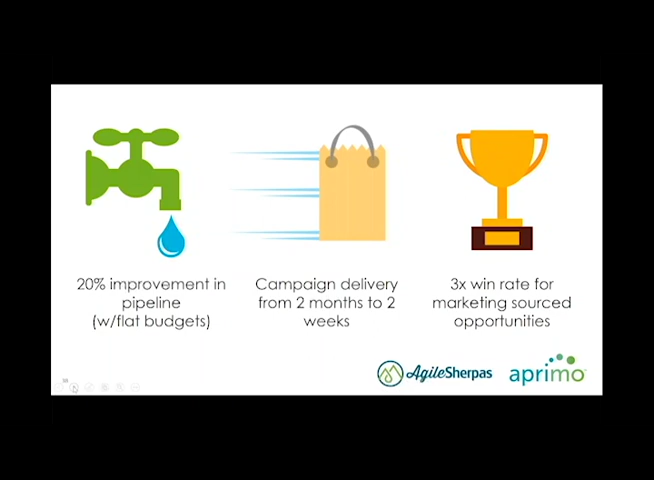 20% improvement in
pipeline
(w/flat budgets)
Campaign delivery
from 2 months to 2
weeks
3x win rate for
marketing sourced
opportunities
AgileSherpas
aprimo